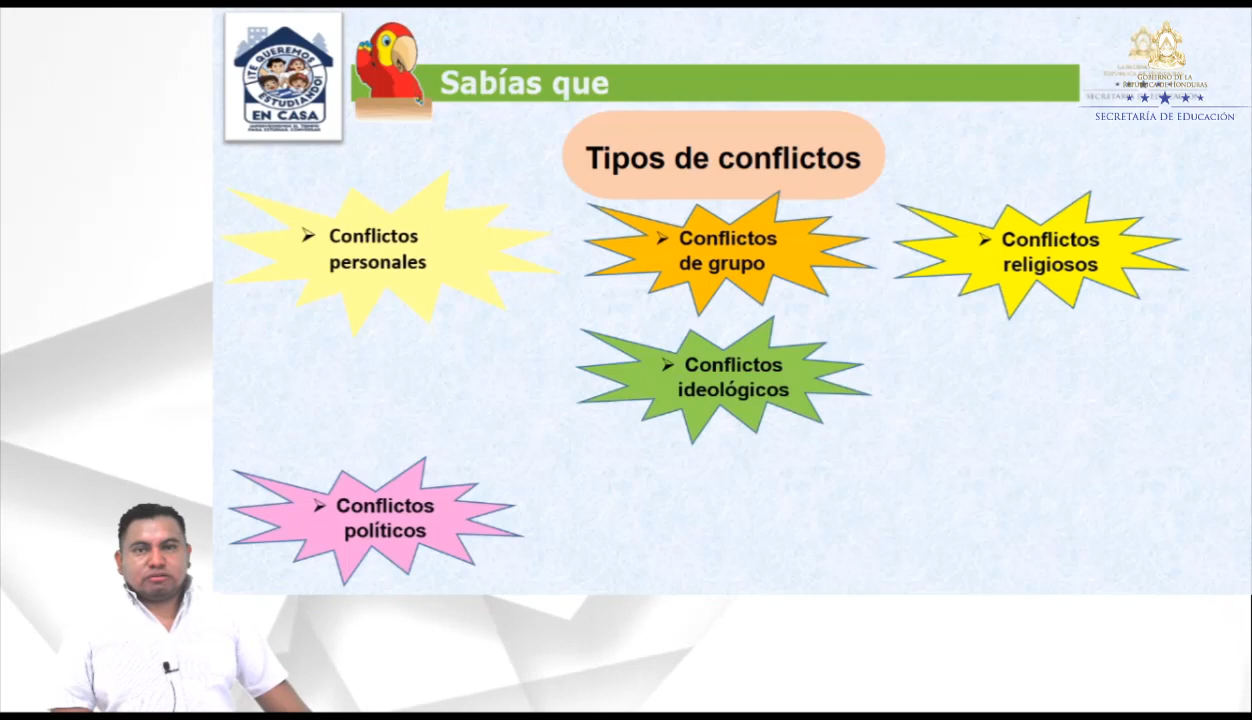 ¡TE QUEREMOS
ESTUDIANDO!
EN CASA
Sabías que
GOBIERNO DE LA
REPÚBLICA DE HONDURAS
SECRETARÍA DE EDUCACIÓN
Tipos de conflictos
➢ Conflictos
personales
➢ Conflictos
de grupo
➢ Conflictos
religiosos
➢ Conflictos
ideológicos
➢ Conflictos
políticos